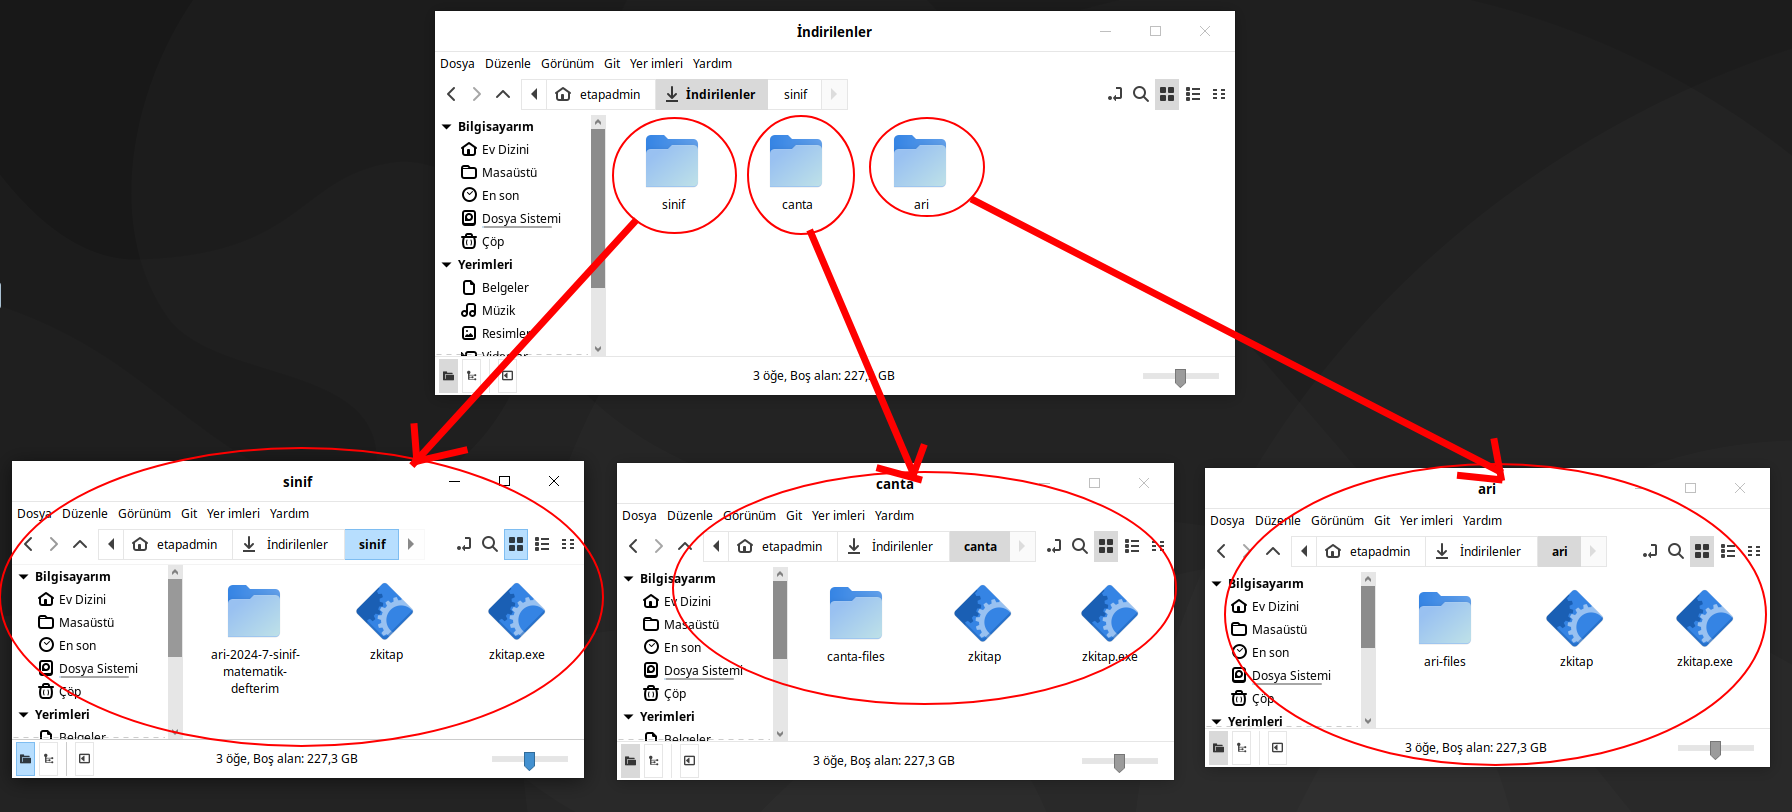 İndirilenler
Dosya Düzenle Görünüm Git Yer imleri Yardım
etapadmin İndirilenler sinif
Bilgisayarım
Ev Dizini
Masaüstü
En son
Dosya Sistemi
Çöp
Yerimleri
Belgeler
Müzik
Resimler
sinif canta ari
3 öğe, Boş alan: 227, GB
sinif
Dosya Düzenle Görünüm Git Yer imleri Yardım
etapadmin İndirilenler sinif
Bilgisayarım
Ev Dizini
Masaüstü
En son
Dosya Sistemi
Çöp
Yerimleri
Belgeler
ari-2024-7-sinif-
matematik-
defterim
zkitap
zkitap.exe
3 öğe, Boş alan: 227,3 GB
canta
Dosya Düzenle Görünüm Git Yer imleri Yardım
etapadmin İndirilenler canta
Bilgisayarım
Ev Dizini
Masaüstü
En son
Dosya Sistemi
Çöp
Yerimleri
Belgeler
canta-files zkitap zkitap.exe
3 öğe, Boş alan: 227,3 GB
ari
Dosya Düzenle Görünüm Git Yer imleri Yardım
etapadmin İndirilenler ari
Bilgisayarım
Ev Dizini
Masaüstü
En son
Dosya Sistemi
Çöp
Yerimleri
ari-files zkitap zkitap.exe
3 öğe, Boş alan: 227,3 GB